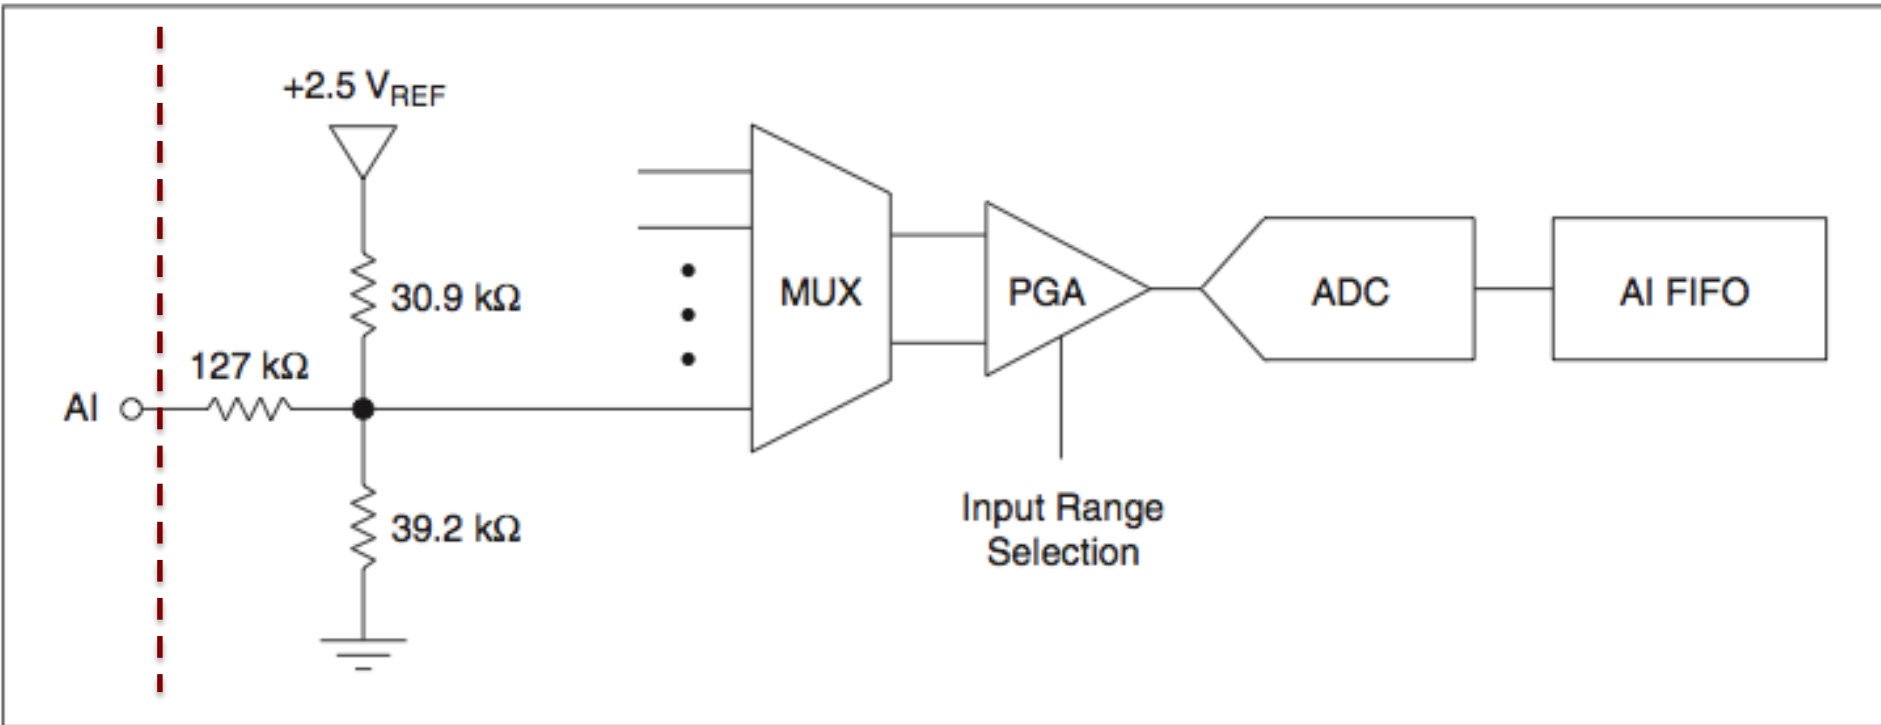 +2.5 VREF
30.9 kΩ
127 kΩ
AI
39.2 kΩ
MUX
PGA
ADC
AI FIFO
Input Range
Selection